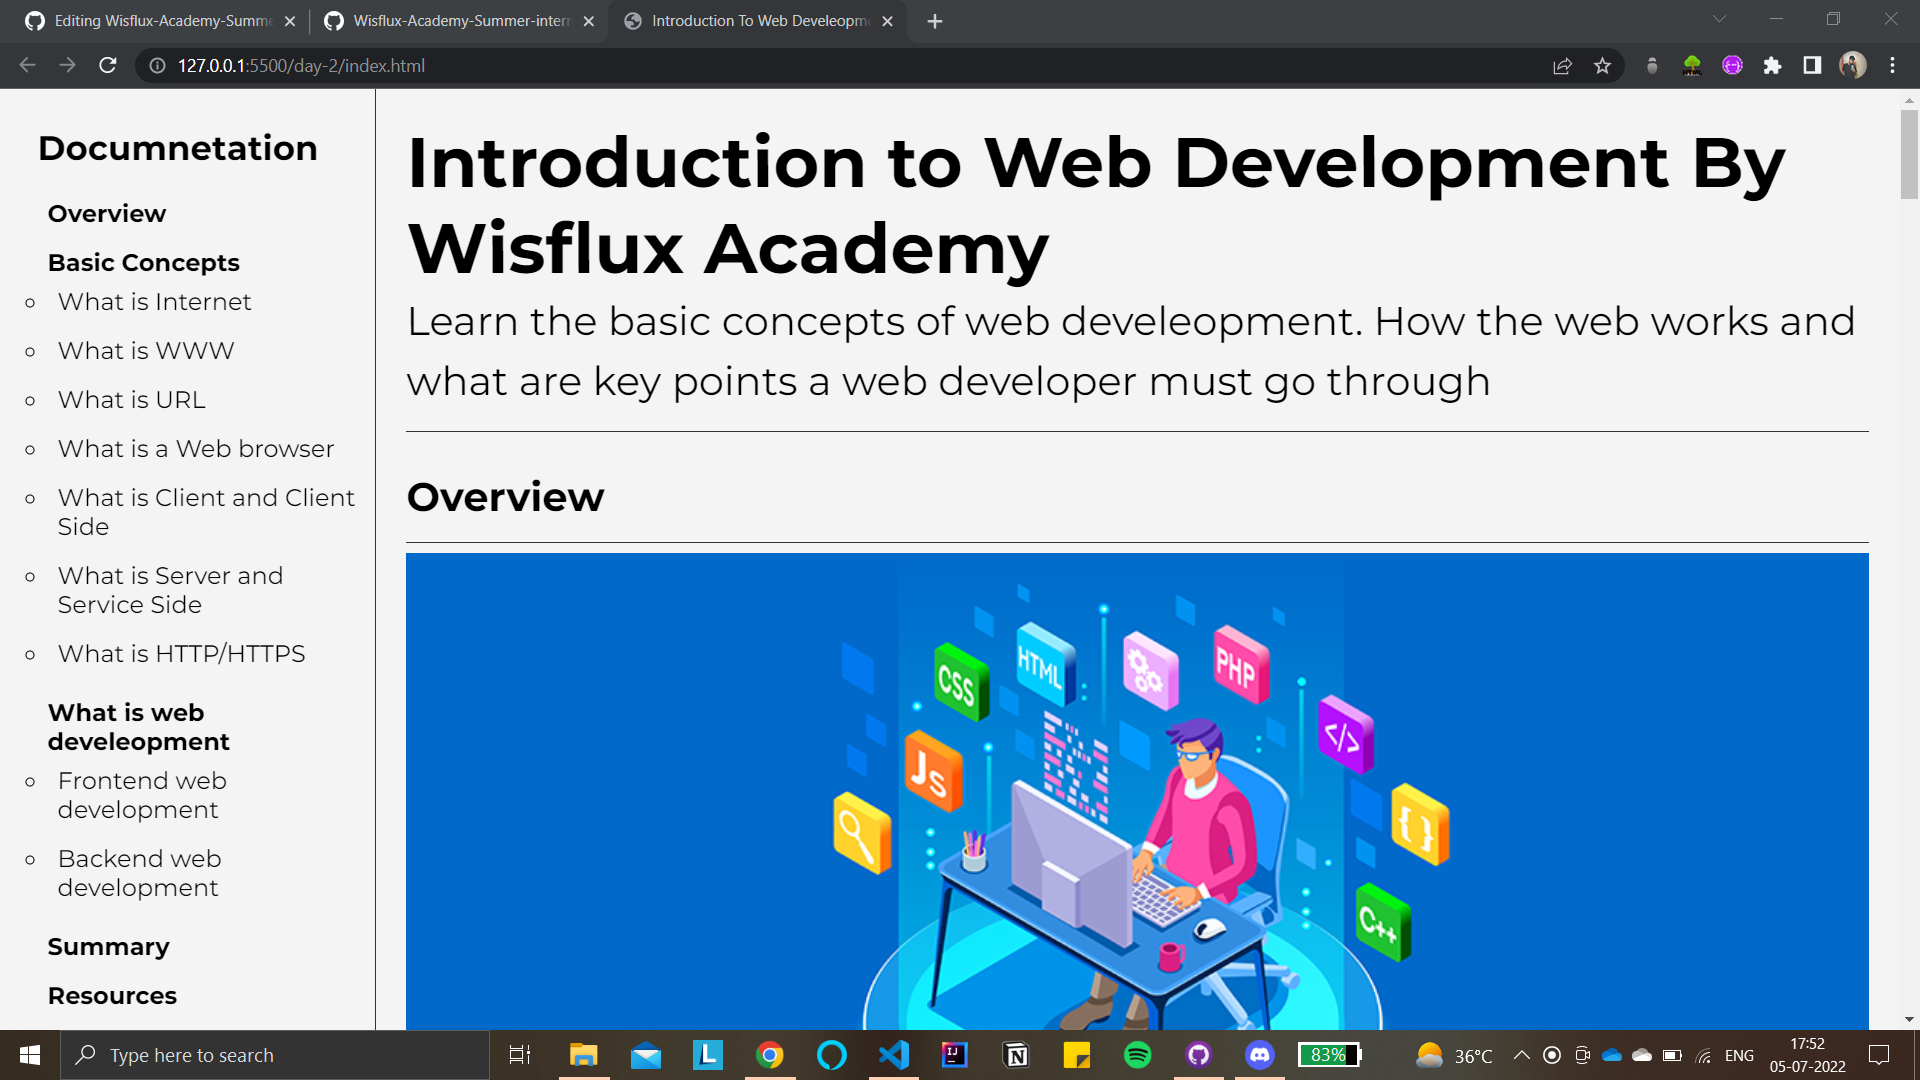 Editing Wisflux-Academy-Summe
Wisflux-Academy-Summer-intern
Introduction To Web Develeopme
127.0.0.1:5500/day-2/index.html
Documnetation
Overview
Basic Concepts
What is Internet
What is WWW
What is URL
What is a Web browser
What is Client and Client
Side
What is Server and
Service Side
What is HTTP/HTTPS
What is web
develeopment
Frontend web
development
Backend web
development
Summary
Resources
Introduction to Web Development By
Wisflux Academy
Learn the basic concepts of web develeopment. How the web works and
what are key points a web developer must go through
Overview
CSS
HTML
PHP
</>
Js
{ }
C++
Type here to search
L
IJ
N
83%
36°C
ENG
17:52
05-07-2022